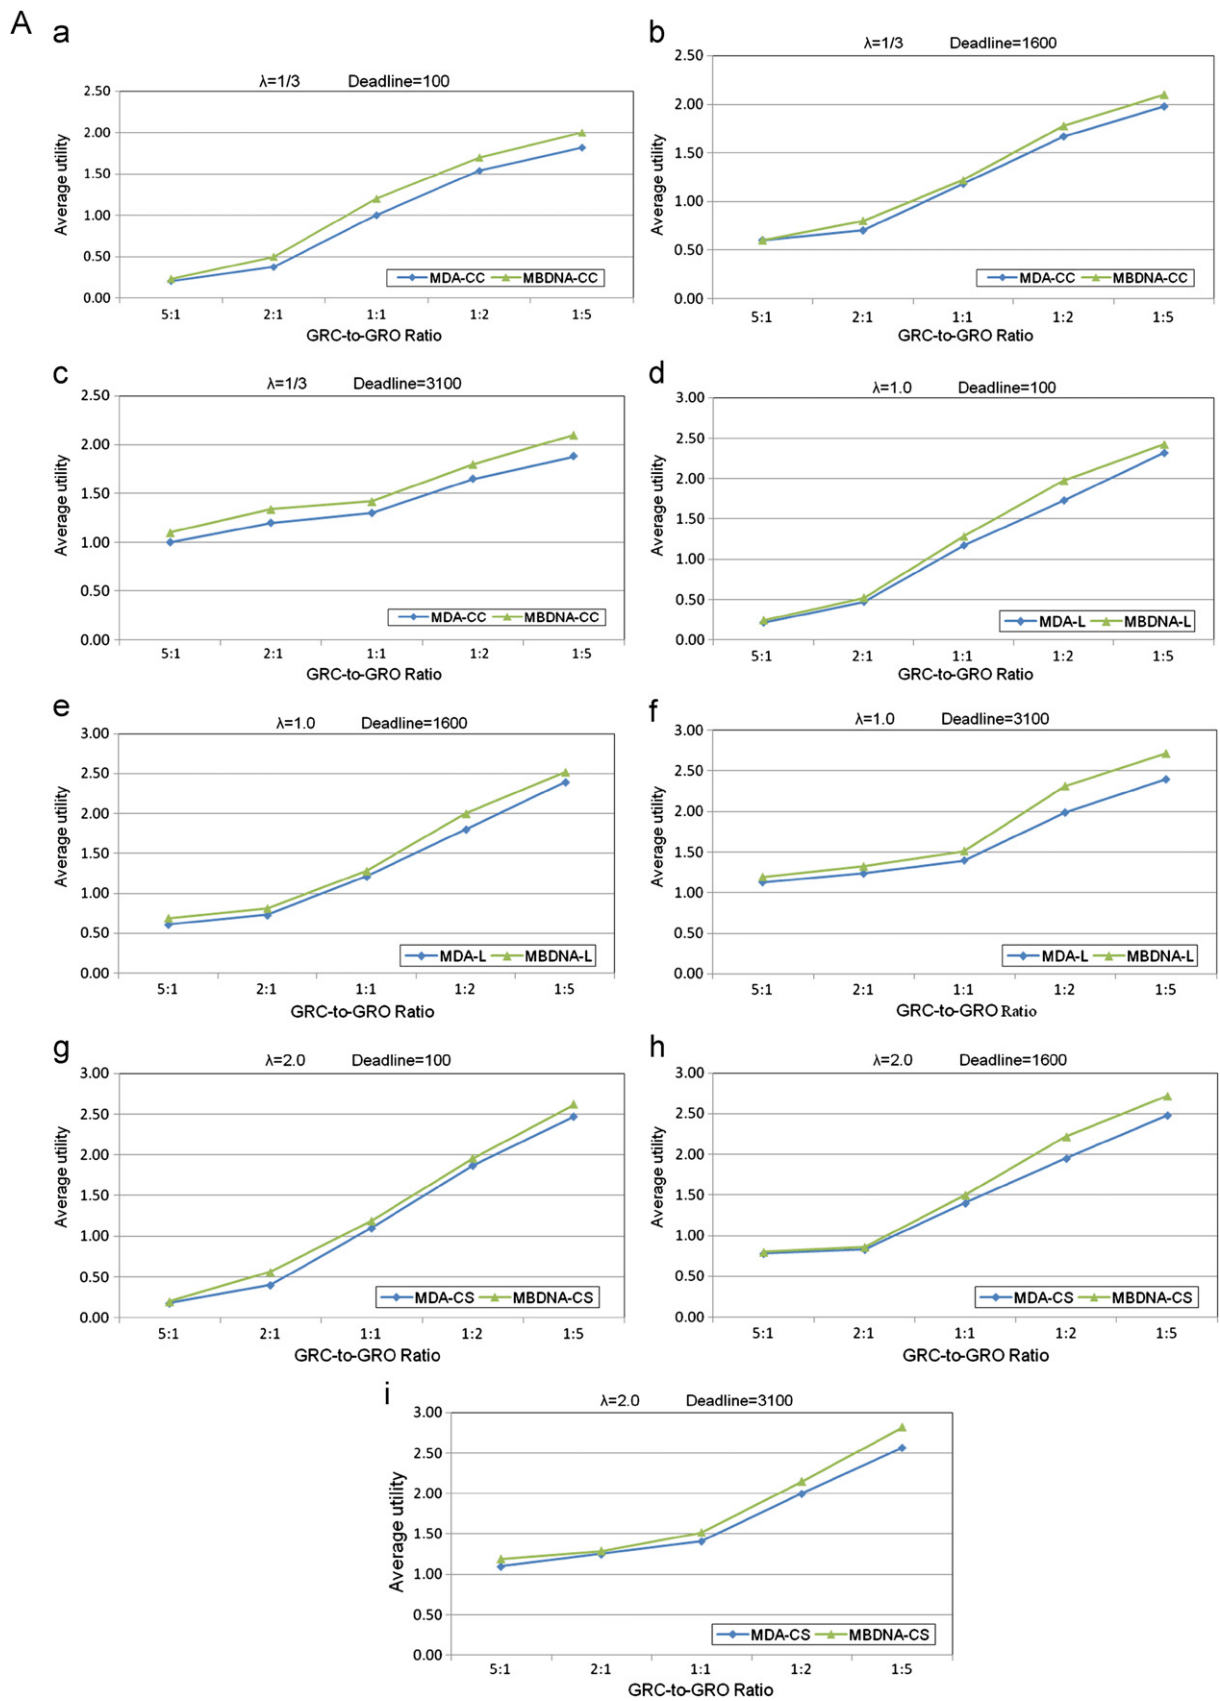 A
a
λ=1/3 Deadline=100
2.50
2.00
1.50
1.00
0.50
0.00
Average utility
MDA-CC MBDNA-CC
5:1 2:1 1:1 1:2 1:5
GRC-to-GRO Ratio
b
λ=1/3 Deadline=1600
2.50
2.00
1.50
1.00
0.50
0.00
Average utility
MDA-CC MBDNA-CC
5:1 2:1 1:1 1:2 1:5
GRC-to-GRO Ratio
c
λ=1/3 Deadline=3100
2.50
2.00
1.50
1.00
0.50
0.00
Average utility
MDA-CC MBDNA-CC
5:1 2:1 1:1 1:2 1:5
GRC-to-GRO Ratio
d
λ=1.0 Deadline=100
3.00
2.50
2.00
1.50
1.00
0.50
0.00
Average utility
MDA-L MBDNA-L
5:1 2:1 1:1 1:2 1:5
GRC-to-GRO Ratio
e
λ=1.0 Deadline=1600
3.00
2.50
2.00
1.50
1.00
0.50
0.00
Average utility
MDA-L MBDNA-L
5:1 2:1 1:1 1:2 1:5
GRC-to-GRO Ratio
f
λ=1.0 Deadline=3100
3.00
2.50
2.00
1.50
1.00
0.50
0.00
Average utility
MDA-L MBDNA-L
5:1 2:1 1:1 1:2 1:5
GRC-to-GRO Ratio
g
λ=2.0 Deadline=100
3.00
2.50
2.00
1.50
1.00
0.50
0.00
Average utility
MDA-CS MBDNA-CS
5:1 2:1 1:1 1:2 1:5
GRC-to-GRO Ratio
h
λ=2.0 Deadline=1600
3.00
2.50
2.00
1.50
1.00
0.50
0.00
Average utility
MDA-CS MBDNA-CS
5:1 2:1 1:1 1:2 1:5
GRC-to-GRO Ratio
i
λ=2.0 Deadline=3100
3.00
2.50
2.00
1.50
1.00
0.50
0.00
Average utility
MDA-CS MBDNA-CS
5:1 2:1 1:1 1:2 1:5
GRC-to-GRO Ratio